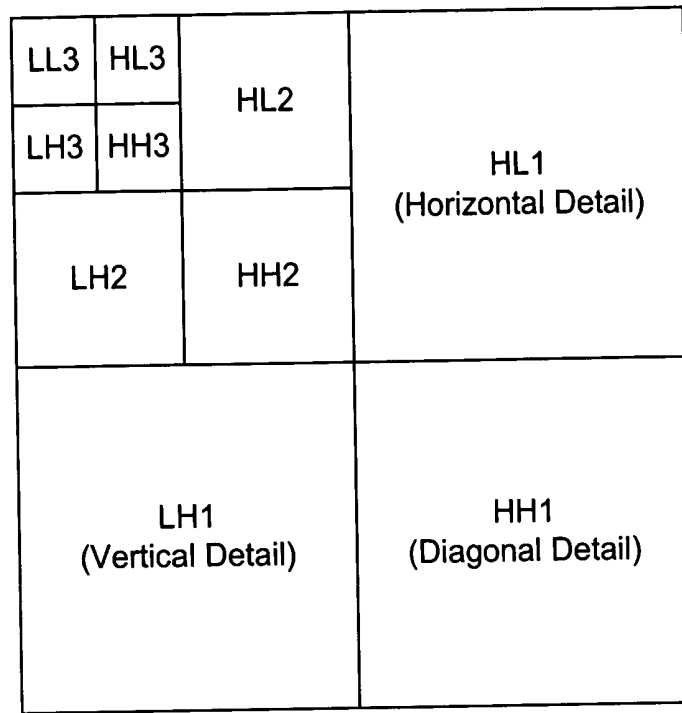 LL3 HL3
HL2
LH3 HH3
HL1
(Horizontal Detail)
LH2
HH2
LH1
(Vertical Detail)
HH1
(Diagonal Detail)